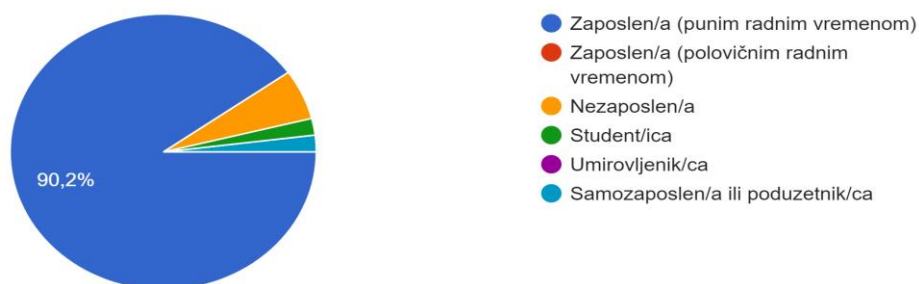 90,2%
Zaposlen/a (punim radnim vremenom)
Zaposlen/a (polovičnim radnim
vremenom)
Nezaposlen/a
Student/ica
Umirovljenik/ca
Samozaposlen/a ili poduzetnik/ca